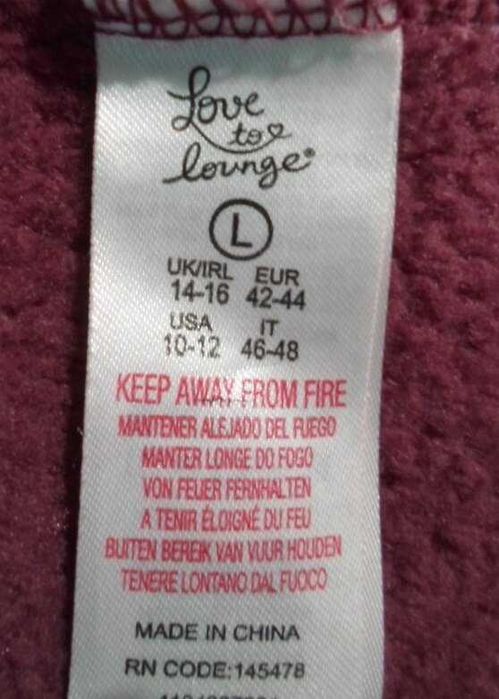 Love
to
lounge®
L
UK/IRL EUR
14-16 42-44
USA IT
10-12 46-48
KEEP AWAY FROM FIRE
MANTENER ALEJADO DEL FUEGO
MANTER LONGE DO FOGO
VON FEUER FERNHALTEN
A TENIR ÉLOIGNÉ DU FEU
BUITEN BEREIK VAN VUUR HOUDEN
TENERE LONTANO DAL FUOCO
MADE IN CHINA
RN CODE:145478